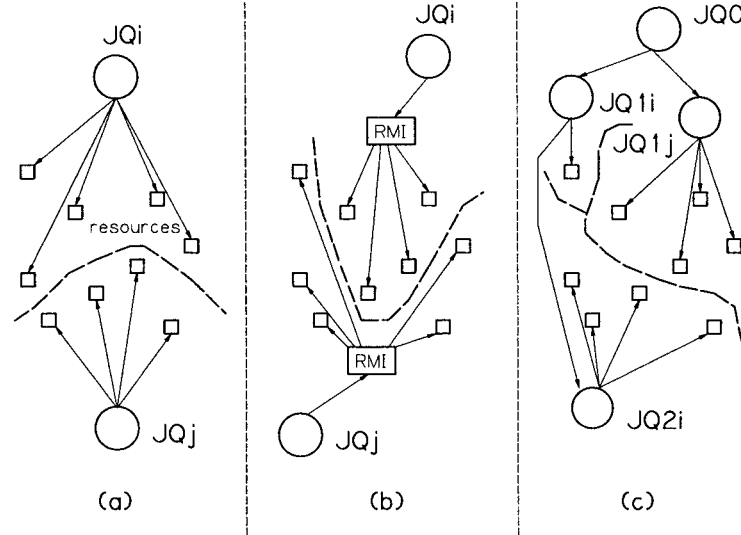 JQi
resources
JQj
(a)
JQi
RMI
RMI
JQj
(b)
JQ0
JQ1i
JQ1j
JQ2i
(c)